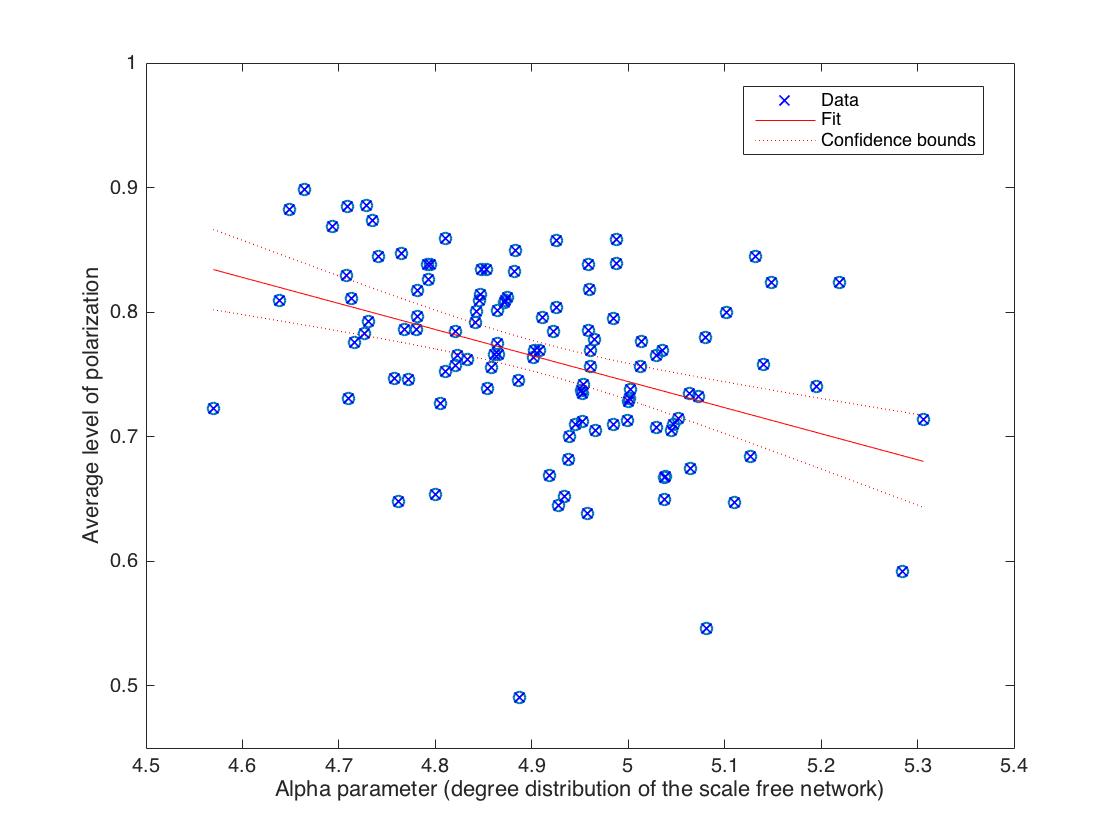 1
0.9
0.8
0.7
0.6
0.5
Average level of polarization
Data
Fit
Confidence bounds
4.5 4.6 4.7 4.8 4.9 5 5.1 5.2 5.3 5.4
Alpha parameter (degree distribution of the scale free network)